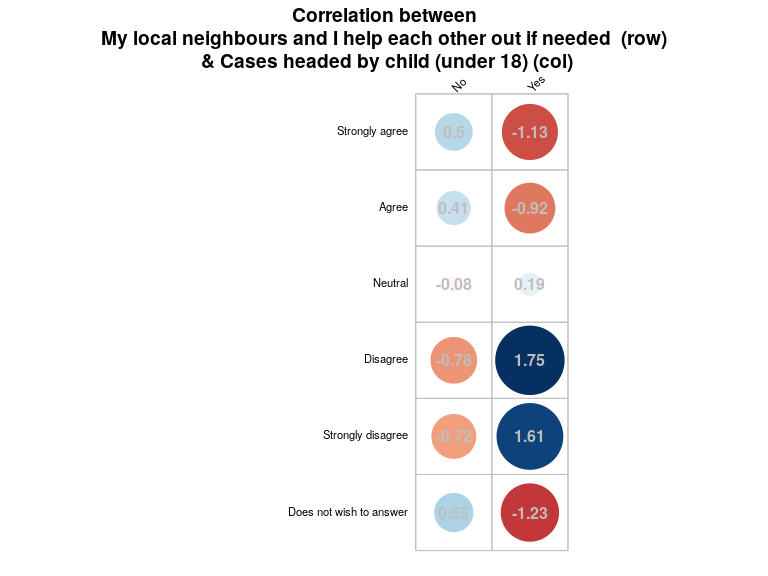 Correlation between
My local neighbours and I help each other out if needed  (row)
& Cases headed by child (under 18) (col)
No Yes
Strongly agree 0.5 -1.13
Agree 0.41 -0.92
Neutral -0.08 0.19
Disagree -0.78 1.75
Strongly disagree -0.72 1.61
Does not wish to answer 0.55 -1.23